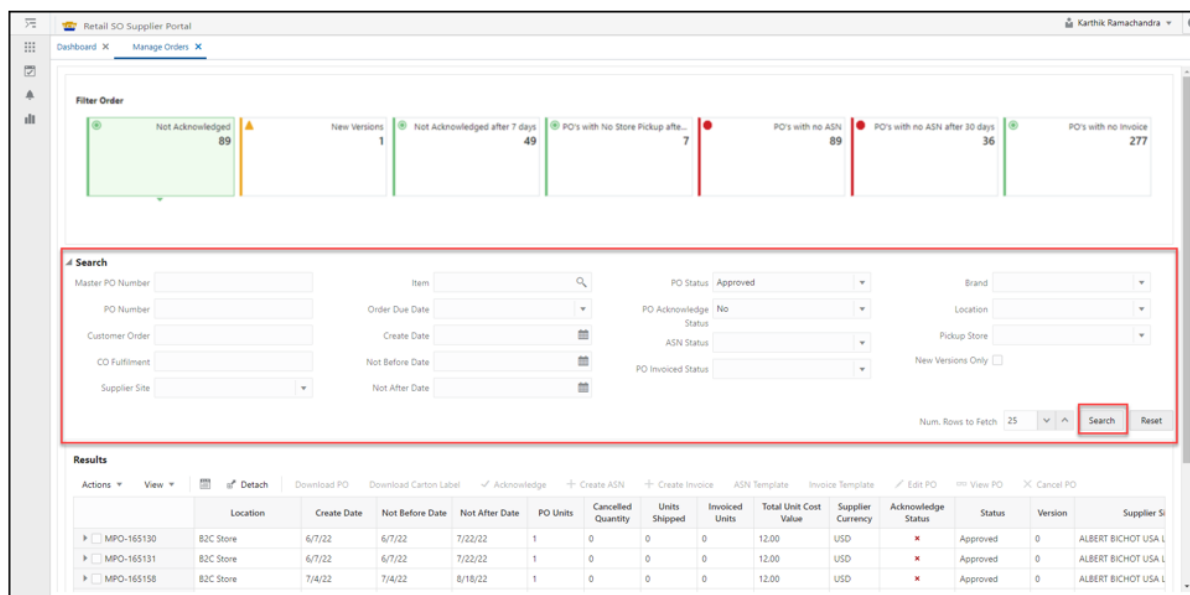 Retail SO Supplier Portal
Karthik Ramachandra
Dashboard X Manage Orders X
Filter Order
Not Acknowledged New Versions Not Acknowledged after 7 days PO's with No Store Pickup afte... PO's with no ASN PO's with no ASN after 30 days PO's with no Invoice
89 1 49 7 89 36 277
Search
Master PO Number Item PO Status Approved Brand
PO Number Order Due Date PO Acknowledge No Location
Status
Customer Order Create Date ASN Status Pickup Store
CO Fulfilment Not Before Date PO Invoiced Status New Versions Only
Supplier Site Not After Date
Num. Rows to Fetch 25 Search Reset
Results
Actions View Detach Download PO Download Carton Label Acknowledge Create ASN Create Invoice ASN Template Invoice Template Edit PO View PO Cancel PO
Location Create Date Not Before Date Not After Date PO Units Cancelled Quantity Units Shipped Invoiced Units Total Unit Cost Value Supplier Currency Acknowledge Status Status Version Supplier Si
MPO-165130 B2C Store 6/7/22 6/7/22 7/22/22 1 0 0 0 12.00 USD × Approved 0 ALBERT BICHOT USA L
MPO-165131 B2C Store 6/7/22 6/7/22 7/22/22 1 0 0 0 12.00 USD × Approved 0 ALBERT BICHOT USA L
MPO-165158 B2C Store 7/4/22 7/4/22 8/18/22 1 0 0 0 12.00 USD × Approved 0 ALBERT BICHOT USA L